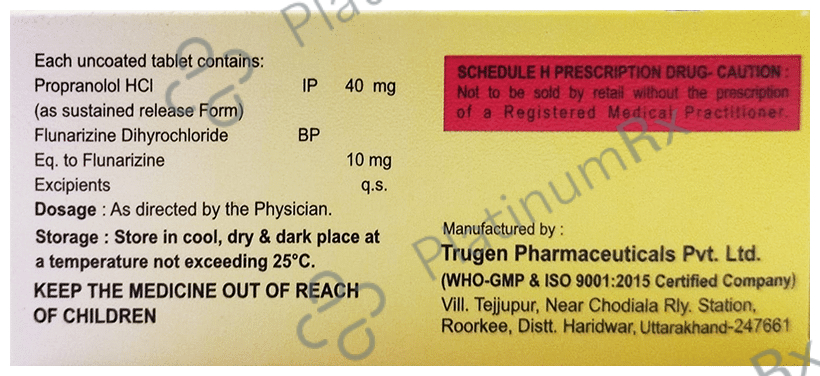 Each uncoated tablet contains:
Propranolol HCl IP 40 mg
(as sustained release Form)
Flunarizine Dihyrochloride BP
Eq. to Flunarizine 10 mg
Excipients q.s.
Dosage : As directed by the Physician.
Storage : Store in cool, dry & dark place at
a temperature not exceeding 25°C.
KEEP THE MEDICINE OUT OF REACH
OF CHILDREN
SCHEDULE H PRESCRIPTION DRUG- CAUTION :
Not to be sold by retail without the prescription
of a Registered Medical Practitioner.
Manufactured by :
Trugen Pharmaceuticals Pvt. Ltd.
(WHO-GMP & ISO 9001:2015 Certified Company)
Vill. Tejjupur, Near Chodiala Rly. Station,
Roorkee, Distt. Haridwar, Uttarakhand-247661
PlatinumRx